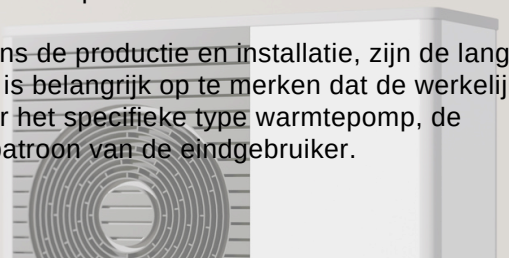 ns de productie en installatie, zijn de lang
is belangrijk op te merken dat de werkelij
r het specifieke type warmtepomp, de
patroon van de eindgebruiker.